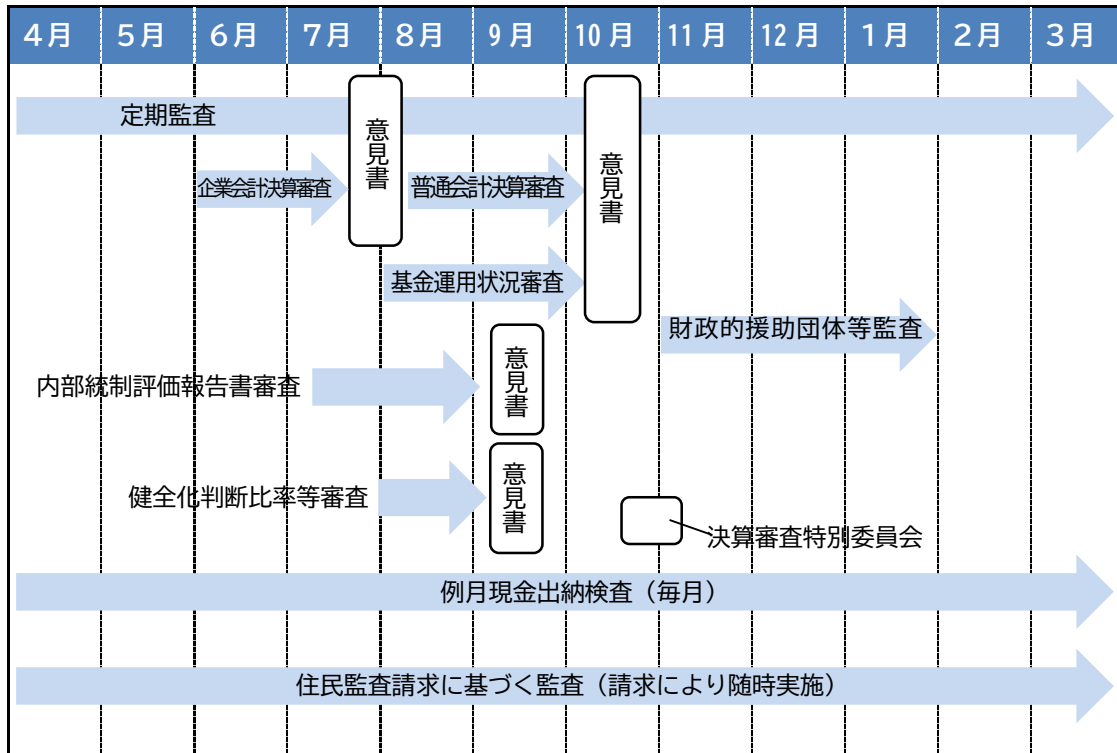 ４月 ５月 ６月 ７月 ８月 ９月 10月 11月 12月 １月 ２月 ３月
定期監査
意見書
意見書
企業会計決算審査
普通会計決算審査
基金運用状況審査
財政的援助団体等監査
内部統制評価報告書審査
意見書
健全化判断比率等審査
意見書
決算審査特別委員会
例月現金出納検査（毎月）
住民監査請求に基づく監査（請求により随時実施）